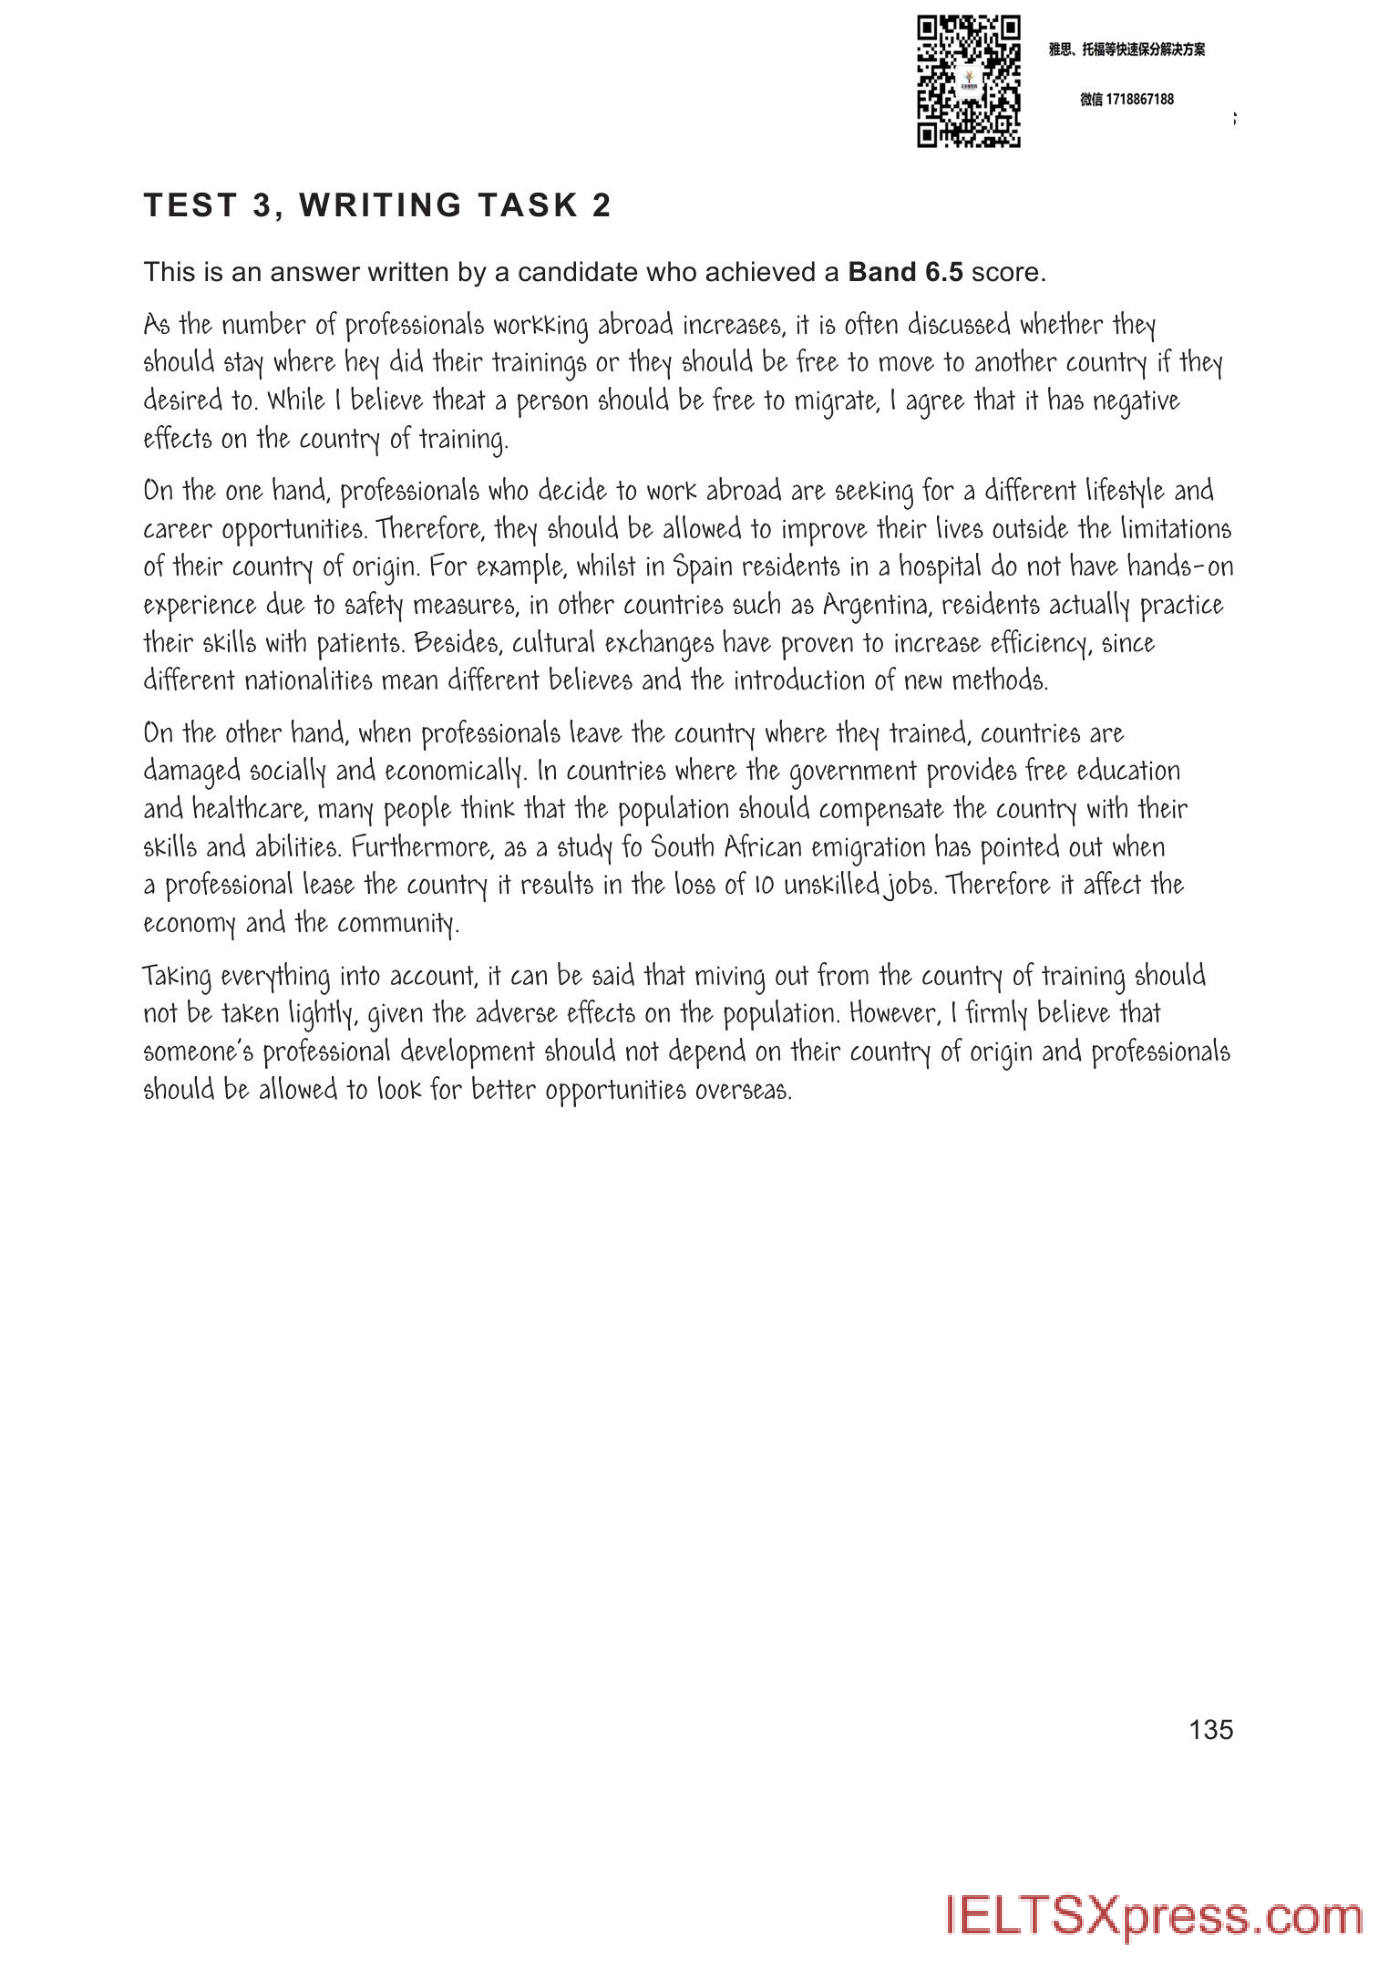 雅思、托福等快速保分解决方案
微信 1718867188
TEST 3, WRITING TASK 2
This is an answer written by a candidate who achieved a Band 6.5 score.
As the number of professionals workking abroad increases, it is often discussed whether they
should stay where hey did their trainings or they should be free to move to another country if they
desired to. While I believe theat a person should be free to migrate, I agree that it has negative
effects on the country of training.
On the one hand, professionals who decide to work abroad are seeking for a different lifestyle and
career opportunities. Therefore, they should be allowed to improve their lives outside the limitations
of their country of origin. For example, whilst in Spain residents in a hospital do not have hands-on
experience due to safety measures, in other countries such as Argentina, residents actually practice
their skills with patients. Besides, cultural exchanges have proven to increase efficiency, since
different nationalities mean different believes and the introduction of new methods.
On the other hand, when professionals leave the country where they trained, countries are
damaged socially and economically. In countries where the government provides free education
and healthcare, many people think that the population should compensate the country with their
skills and abilities. Furthermore, as a study fo South African emigration has pointed out when
a professional lease the country it results in the loss of 10 unskilled jobs. Therefore it affect the
economy and the community.
Taking everything into account, it can be said that miving out from the country of training should
not be taken lightly, given the adverse effects on the population. However, I firmly believe that
someone's professional development should not depend on their country of origin and professionals
should be allowed to look for better opportunities overseas.
135
IELTSXpress.com